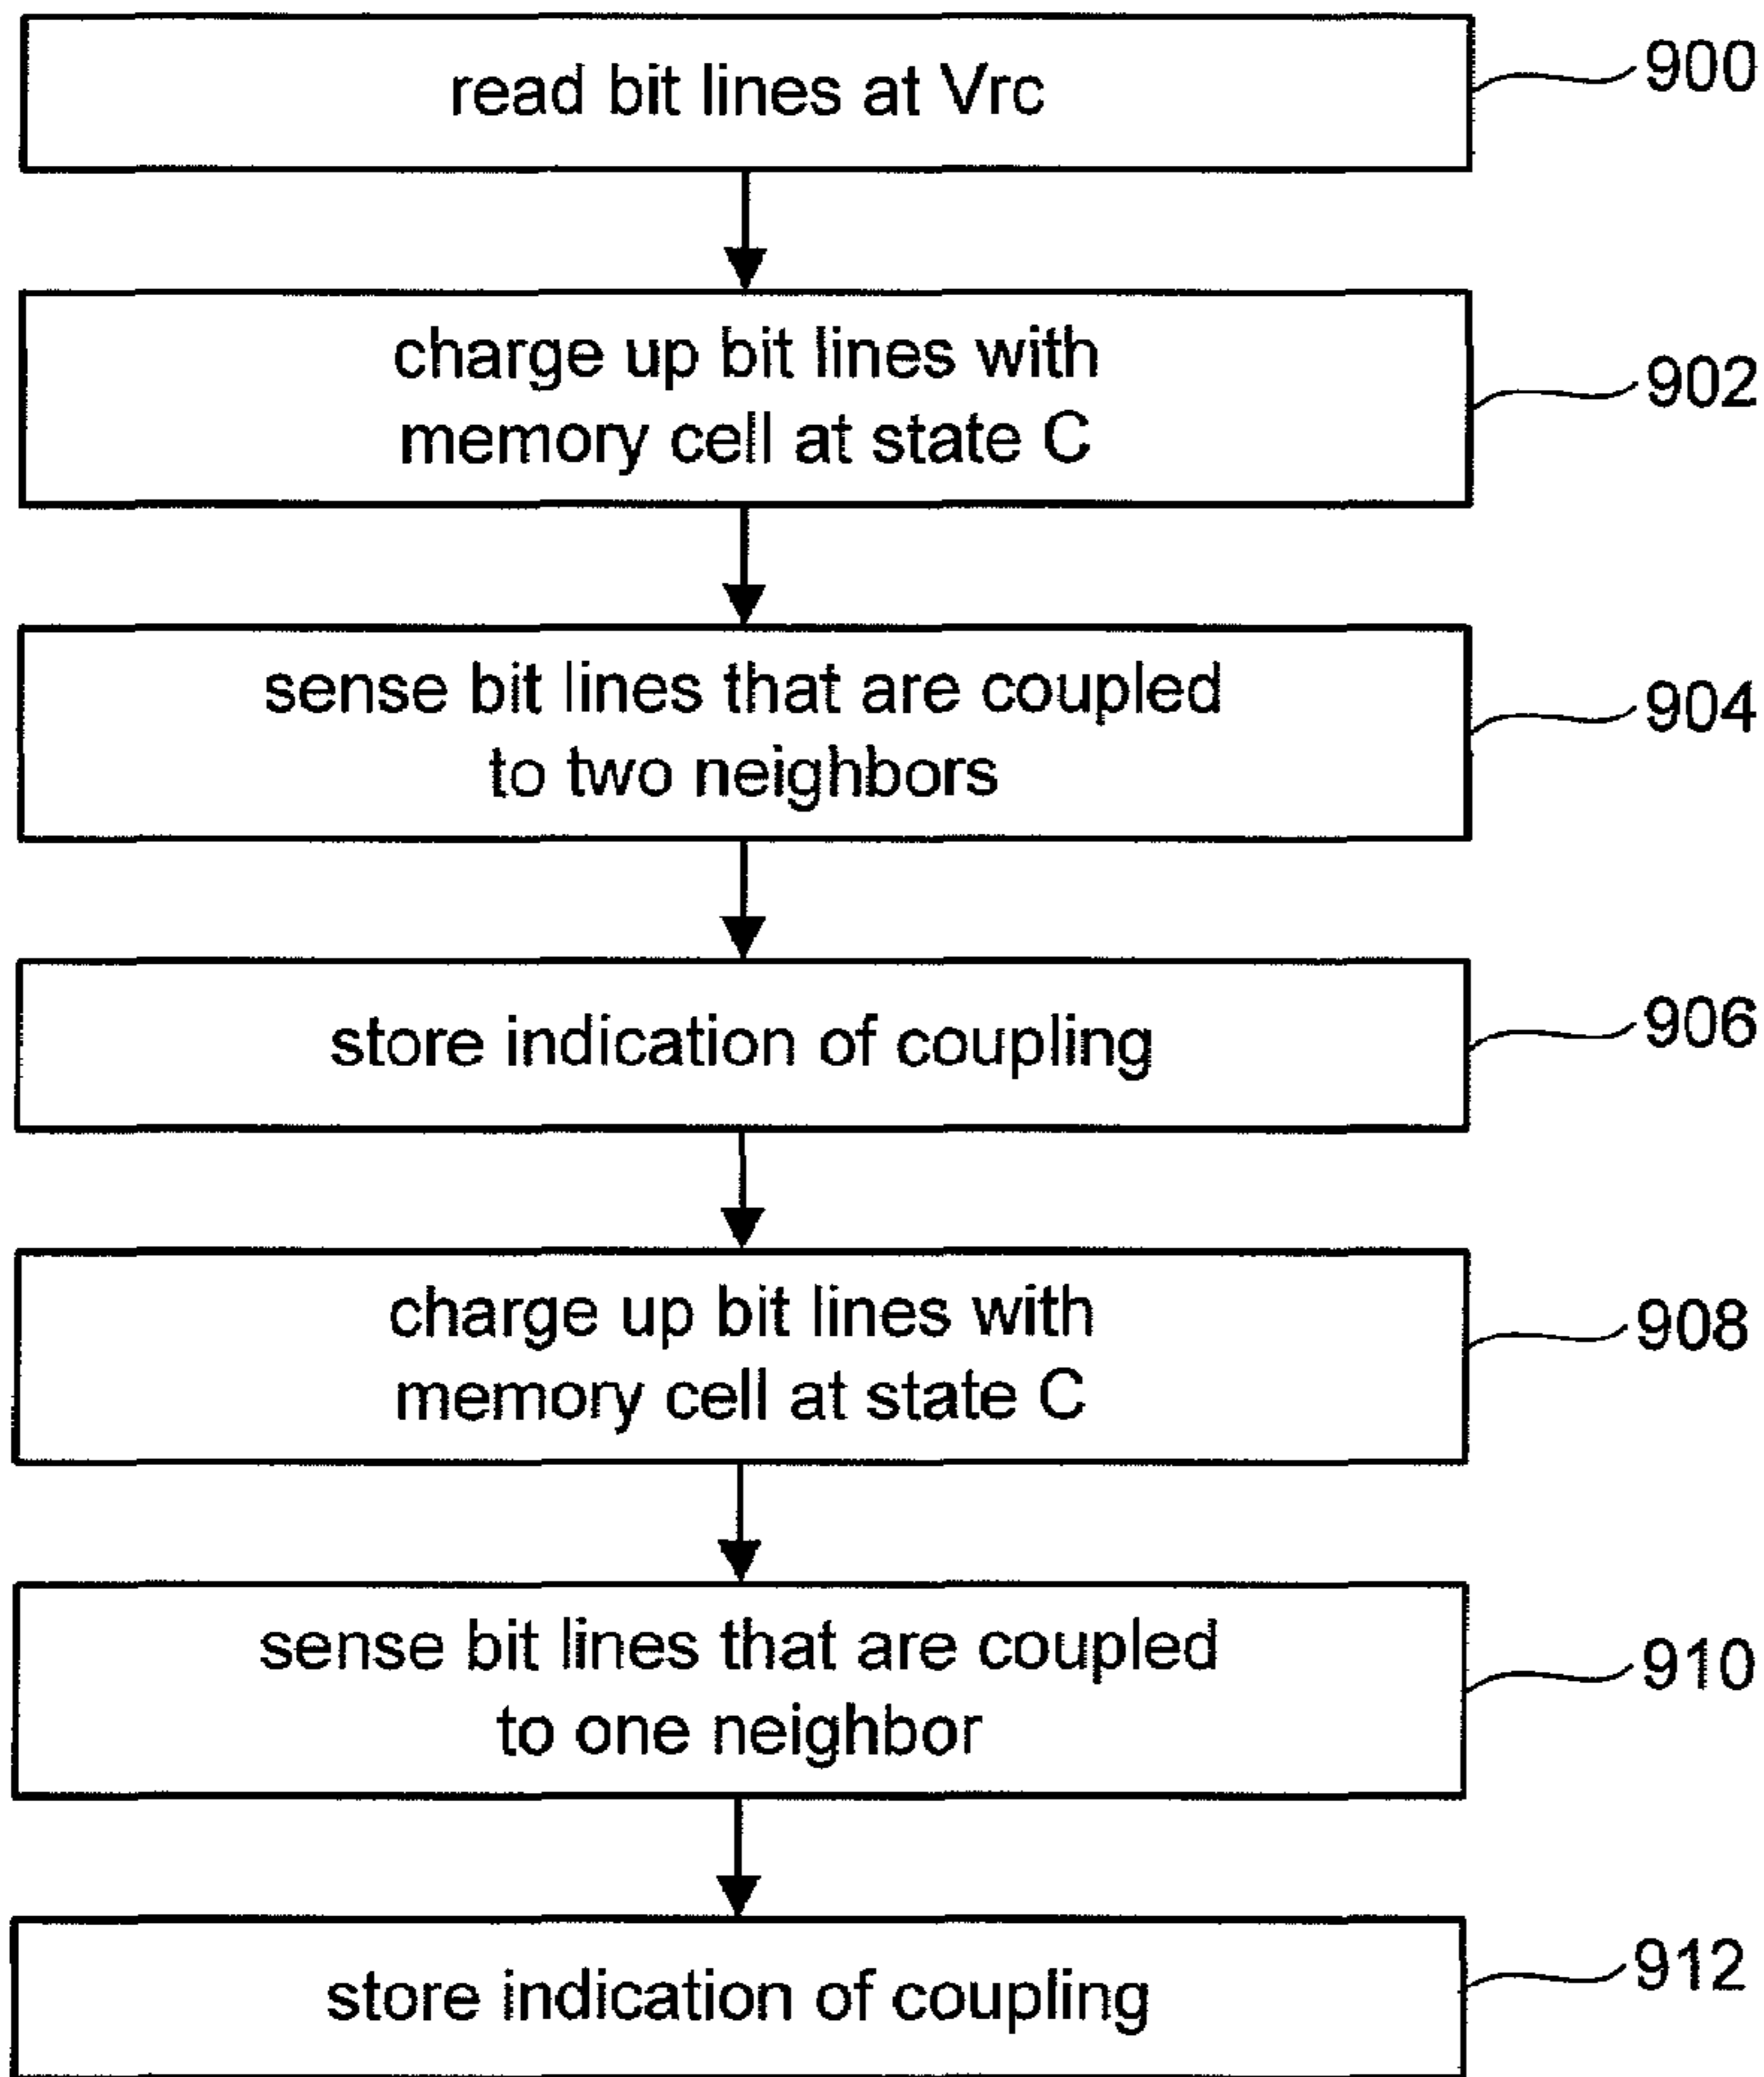 read bit lines at Vrc
900
charge up bit lines with
memory cell at state C
902
sense bit lines that are coupled
to two neighbors
904
store indication of coupling
906
charge up bit lines with
memory cell at state C
908
sense bit lines that are coupled
to one neighbor
910
store indication of coupling
912